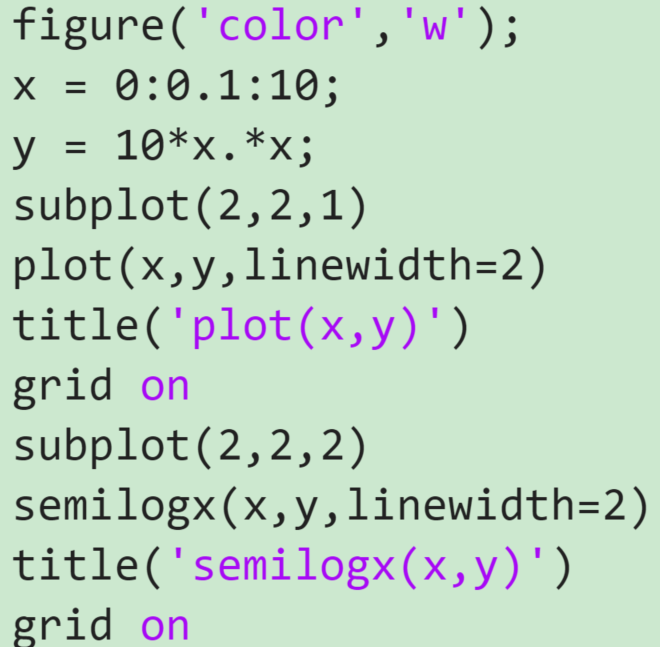 figure('color','w');
x = 0:0.1:10;
y = 10*x.*x;
subplot(2,2,1)
plot(x,y,linewidth=2)
title('plot(x,y)')
grid on
subplot(2,2,2)
semilogx(x,y,linewidth=2)
title('semilogx(x,y)')
grid on